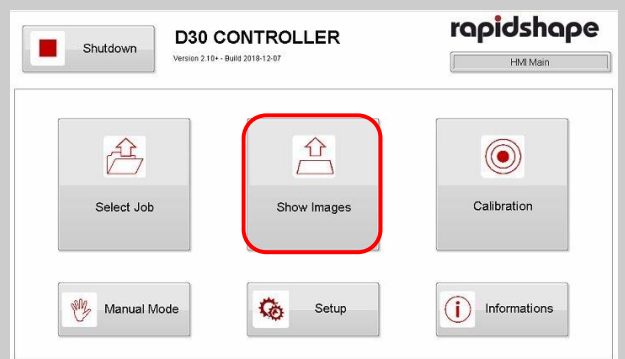 Shutdown
D30 CONTROLLER
Version 2.10+ - Build 2018-12-07
rapidshape
HMI Main
Select Job
Show Images
Calibration
Manual Mode
Setup
Informations